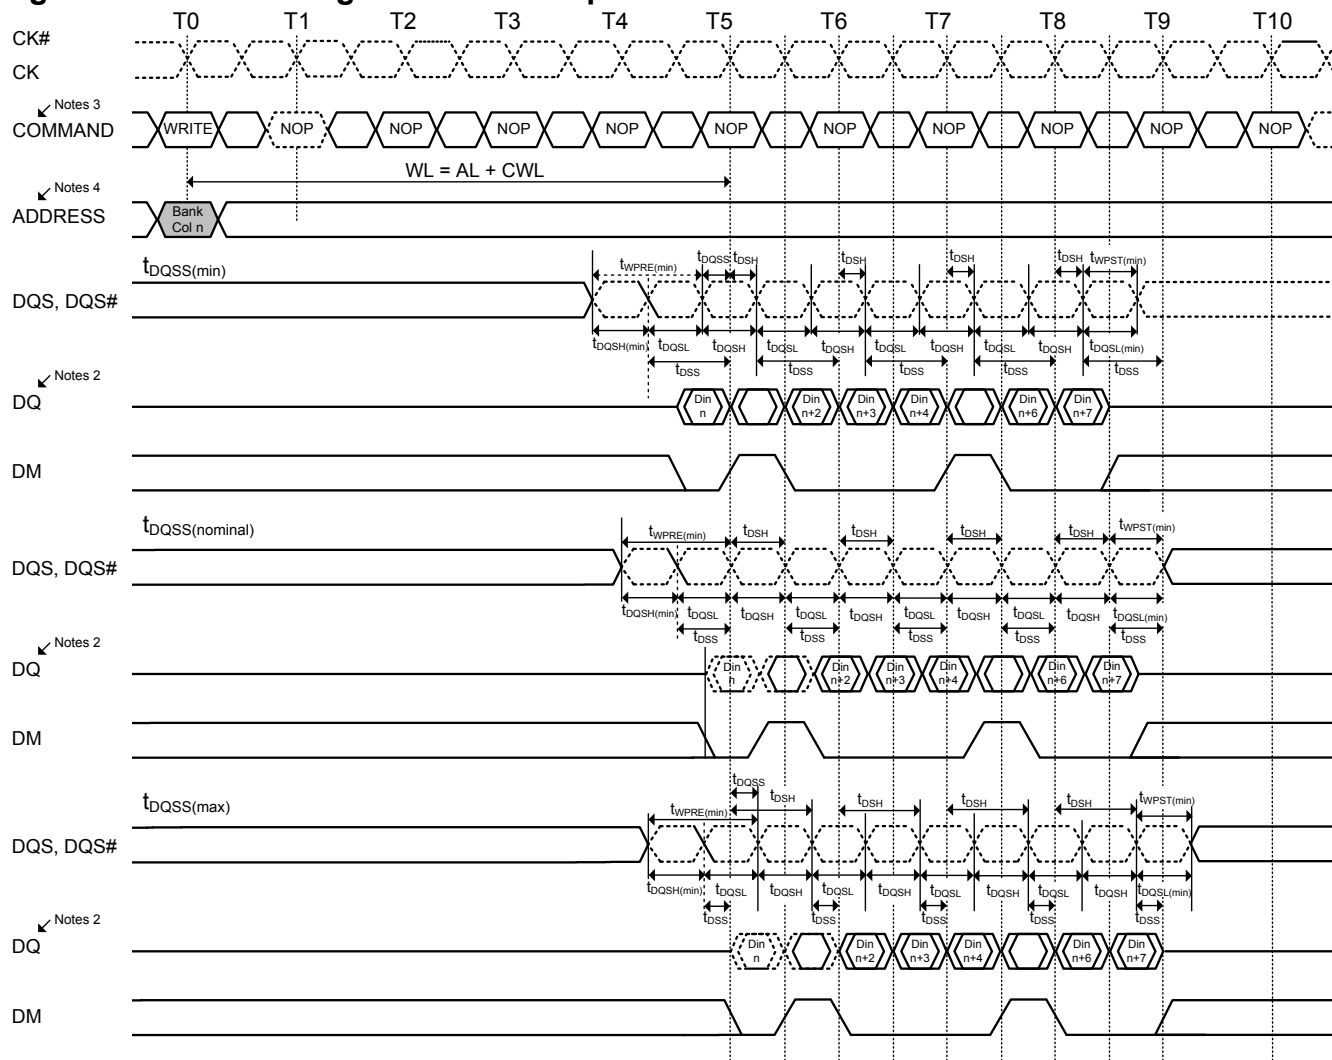 T0 T1 T2 T3 T4 T5 T6 T7 T8 T9 T10
CK#
CK
Notes 3
COMMAND WRITE NOP NOP NOP NOP NOP NOP NOP NOP NOP NOP
WL = AL + CWL
Notes 4
ADDRESS Bank Col n
tDQSS(min) tWPRE(min) tDQSS tDSH tDSH tDSH tDSH tWPST(min)
DQS, DQS#
tDQSH(min) tDQSL tDQSH tDQSL tDQSH tDQSL tDQSH tDQSL tDQSH tDQSL(min)
tDSS tDSS tDSS tDSS tDSS
Notes 2
DQ Din n Din n+2 Din n+3 Din n+4 Din n+6 Din n+7
DM
tDQSS(nominal) tWPRE(min) tDSH tDSH tDSH tDSH tWPST(min)
DQS, DQS#
tDQSH(min) tDQSL tDQSH tDQSL tDQSH tDQSL tDQSH tDQSL tDQSH tDQSL(min)
tDSS tDSS tDSS tDSS tDSS
Notes 2
DQ Din n Din n+2 Din n+3 Din n+4 Din n+6 Din n+7
DM
tDQSS
tDQSS(max) tWPRE(min) tDSH tDSH tDSH tDSH tWPST(min)
DQS, DQS#
tDQSH(min) tDQSL tDQSH tDQSL tDQSH tDQSL tDQSH tDQSL tDQSH tDQSL(min)
tDSS tDSS tDSS tDSS tDSS
Notes 2
DQ Din n Din n+2 Din n+3 Din n+4 Din n+6 Din n+7
DM